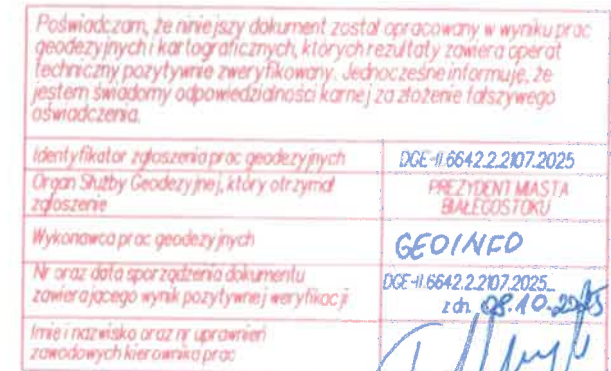 Poświadczam, że niniejszy dokument został opracowany w wyniku prac
geodezyjnych i kartograficznych, których rezultaty zawiera operat
techniczny pozytywnie zweryfikowany. Jednocześnie informuję, że
jestem świadomy odpowiedzialności karnej za złożenie fałszywego
oświadczenia.
Identyfikator zgłoszenia prac geodezyjnych
DGE-II.6642.2.2107.2025
Organ Służby Geodezyjnej, który otrzymał
zgłoszenie
PREZYDENT MIASTA
BIAŁEGOSTOKU
Wykonawca prac geodezyjnych
GEOINFO
Nr oraz data sporządzenia dokumentu
zawierającego wynik pozytywnej weryfikacji
DGE-II.6642.2.2107.2025_
z dn. 08.10.2025
Imię i nazwisko oraz nr uprawnień
zawodowych kierownika prac